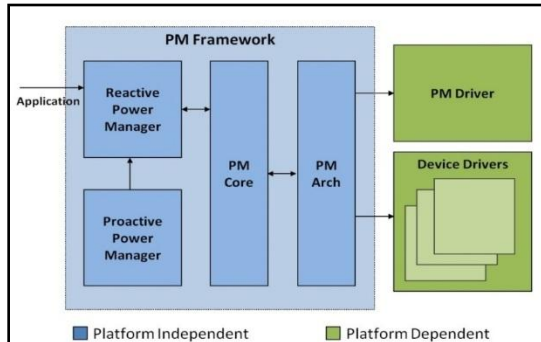 PM Framework
Application
Reactive
Power
Manager
Proactive
Power
Manager
PM
Core
PM
Arch
PM Driver
Device Drivers
Platform Independent
Platform Dependent